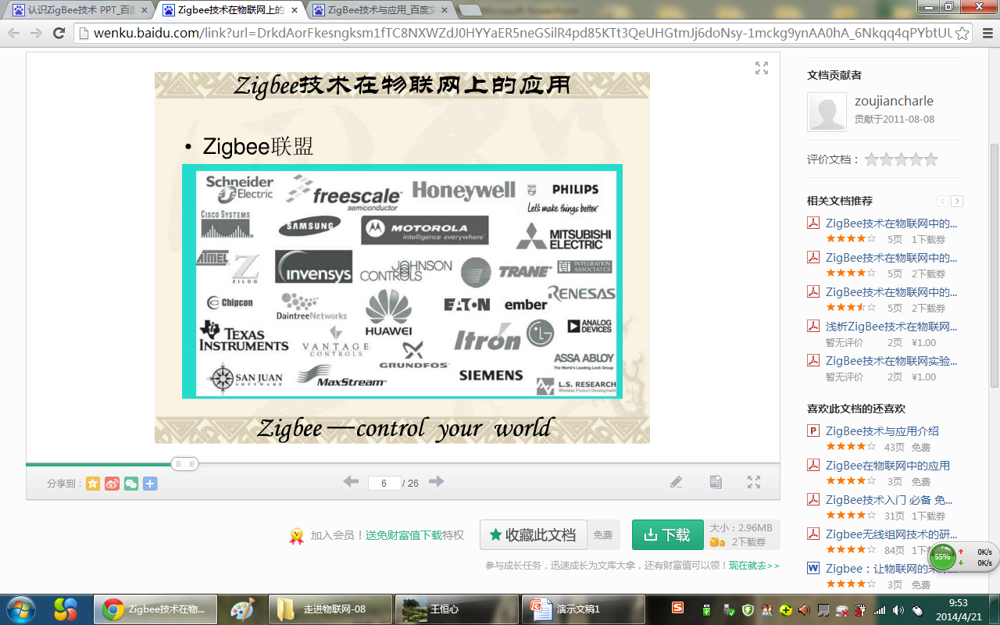 认识ZigBee技术 PPT_百度
Zigbee技术在物联网上的
ZigBee技术与应用_百度文
wenku.baidu.com/link?url=DrkdAorFkesngksm1fTC8NXWZdJ0HYYaER5neGSilR4pd85KTt3QeUHGtmJj6doNsy-1mckg9ynAA0hA_6Nkqq4qPYbtUU
Zigbee技术在物联网上的应用
• Zigbee联盟
Schneider Electric
freescale semiconductor
Honeywell
PHILIPS
Let's make things better
CISCO SYSTEMS
SAMSUNG
MOTOROLA
intelligence everywhere
MITSUBISHI ELECTRIC
ATMEL
ZILOG
invensys
JOHNSON CONTROLS
TRANE
INTEGRATION ASSOCIATES
RENESAS
Chipcon
DaintreeNetworks
HUAWEI
EATON
ember
TEXAS INSTRUMENTS
VANTAGE CONTROLS
GRUNDFOS
Itron
LG
ANALOG DEVICES
ASSA ABLOY
The World's Leading Lock Group
SAN JUAN SOFTWARE
MaxStream
SIEMENS
L.S. RESEARCH
Wireless Product Development
Zigbee —control your world
分享到：
6 / 26
加入会员！送免财富值下载特权
收藏此文档
免费
下载
大小：2.96MB
2下载券
参与成长任务，迅速成长为文库大拿，还有财富值可以领！现在就去>>
文档贡献者
zoujiancharle
贡献于2011-08-08
评价文档：
相关文档推荐
ZigBee技术在物联网中的...
5页 1下载券
ZigBee技术在物联网中的...
5页 2下载券
ZigBee技术在物联网中的...
5页 2下载券
浅析ZigBee技术在物联网...
暂无评价 2页 ¥1.00
ZigBee技术在物联网实验...
暂无评价 2页 ¥1.00
喜欢此文档的还喜欢
ZigBee技术与应用介绍
43页 免费
ZigBee在物联网中的应用
3页 免费
ZigBee技术入门 必备 免...
31页 1下载券
Zigbee无线组网技术的研...
84页 1下
Zigbee：让物联网的未
3页 免费
55%
0K/s
0K/s
Zigbee技术在物...
走进物联网-08
王恒心
演示文稿1
9:53
2014/4/21